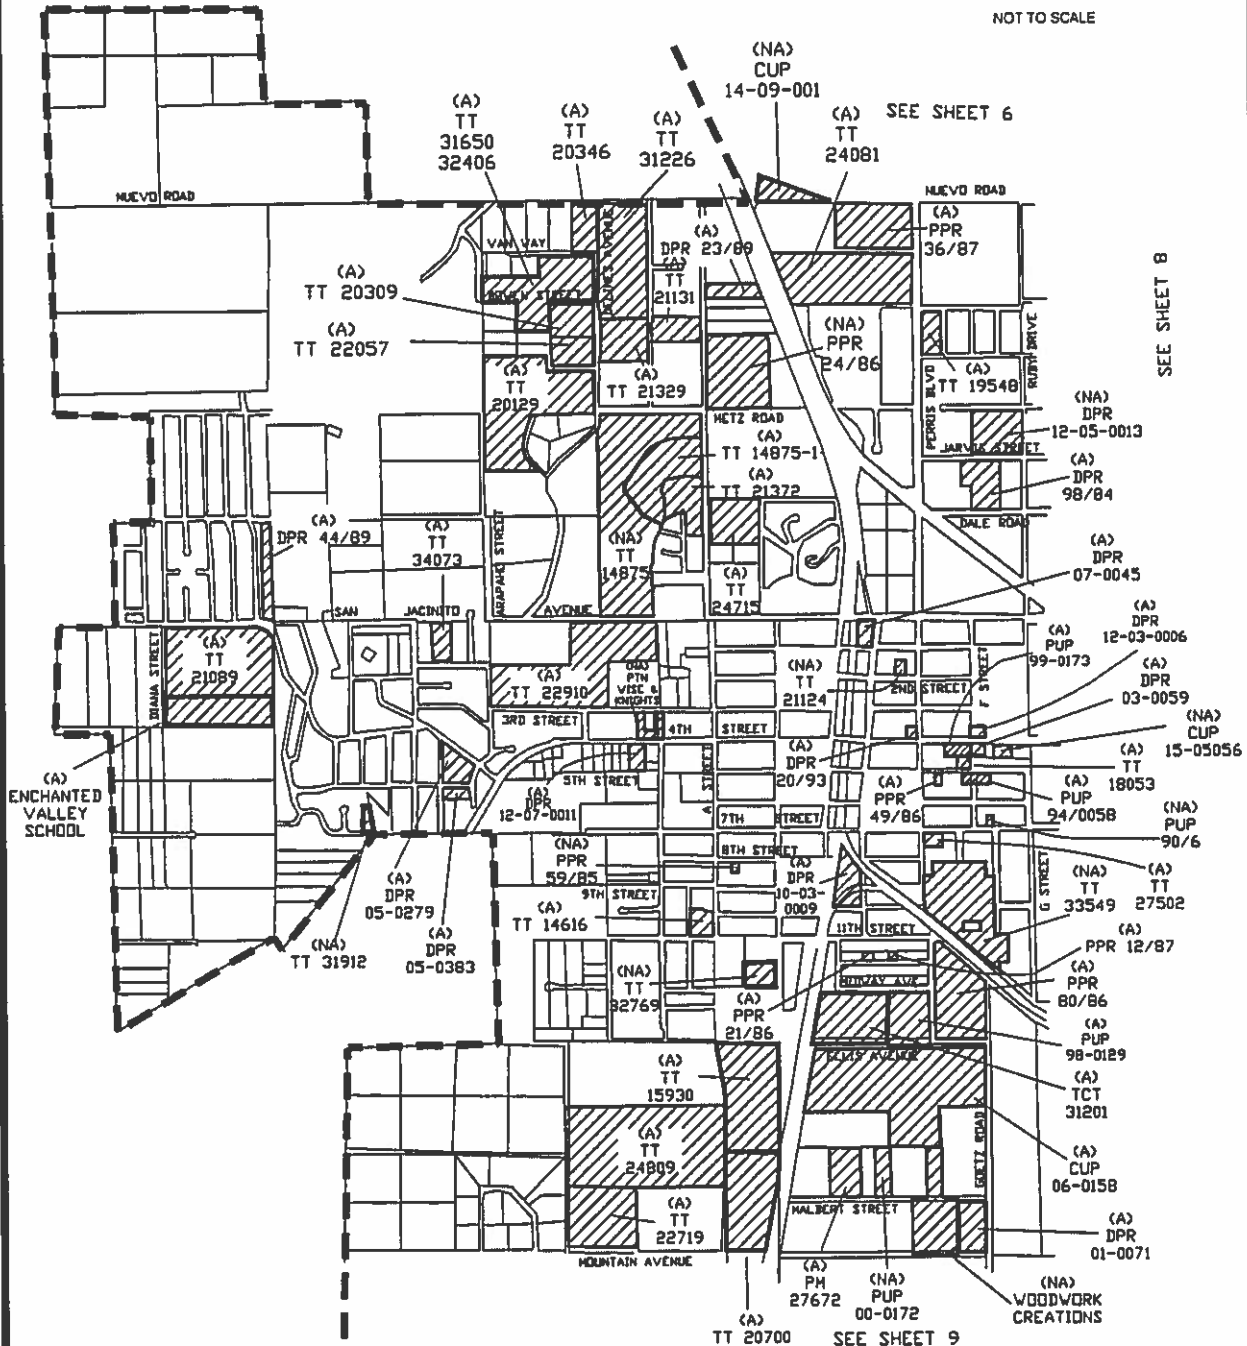 NOT TO SCALE
(NA)
CUP
14-09-001
SEE SHEET 6
(A)
TT
31650
32406
(A)
TT
20346
(A)
TT
31226
(A)
TT
24081
NUEVO ROAD
NUEVO ROAD
(A)
PPR
36/87
VAN WAY
(A)
DPR 23/89
(A)
TT
21131
SEE SHEET 8
(A)
TT 20309
(A)
TT 22057
(NA)
PPR
24/86
RUBY DRIVE
PERRIS BLVD
(A)
TT 19548
(A)
TT
20129
(A)
TT 21329
METZ ROAD
(NA)
DPR
12-05-0013
JARVIS STREET
(A)
TT 14875-1
(A)
TT 21372
(A)
DPR
98/84
DALE ROAD
(A)
DPR 44/89
(A)
TT
34073
ARAPAHO STREET
(NA)
TT
14875
(A)
TT
24715
(A)
DPR
07-0045
SAN JACINITO AVENUE
(A)
DPR
12-03-0006
(A)
PUP
99-0173
DIANA STREET
(A)
TT
21089
(A)
TT 22910
(NA)
PTN
WISE &
KNIGHTS
(NA)
TT
21124
2ND STREET
F STREET
(A)
DPR
03-0059
3RD STREET
4TH STREET
(NA)
CUP
15-05056
(A)
DPR
20/93
(A)
TT
18053
5TH STREET
A STREET
(A)
ENCHANTED
VALLEY
SCHOOL
(A)
DPR
12-07-0011
(A)
PPR
49/86
(A)
PUP
94/0058
(NA)
PUP
90/6
7TH STREET
8TH STREET
(NA)
PPR
59/85
9TH STREET
(A)
DPR
10-03-
0009
G STREET
(NA)
TT
33549
(A)
TT
27502
(A)
DPR
05-0279
(A)
TT 14616
11TH STREET
(A)
PPR 12/87
(NA)
TT 31912
(A)
DPR
05-0383
(NA)
TT
32769
MIDWAY AVE
(A)
PPR
80/86
(A)
PPR
21/86
(A)
PUP
98-0129
ELLIS AVENUE
(A)
TT
15930
(A)
TCT
31201
(A)
TT
24809
GOETZ ROAD
(A)
CUP
06-0158
(A)
TT
22719
MALBERT STREET
(A)
DPR
01-0071
MOUNTAIN AVENUE
(A)
PM
27672
(NA)
PUP
00-0172
(NA)
WOODWORK
CREATIONS
(A)
TT 20700
SEE SHEET 9